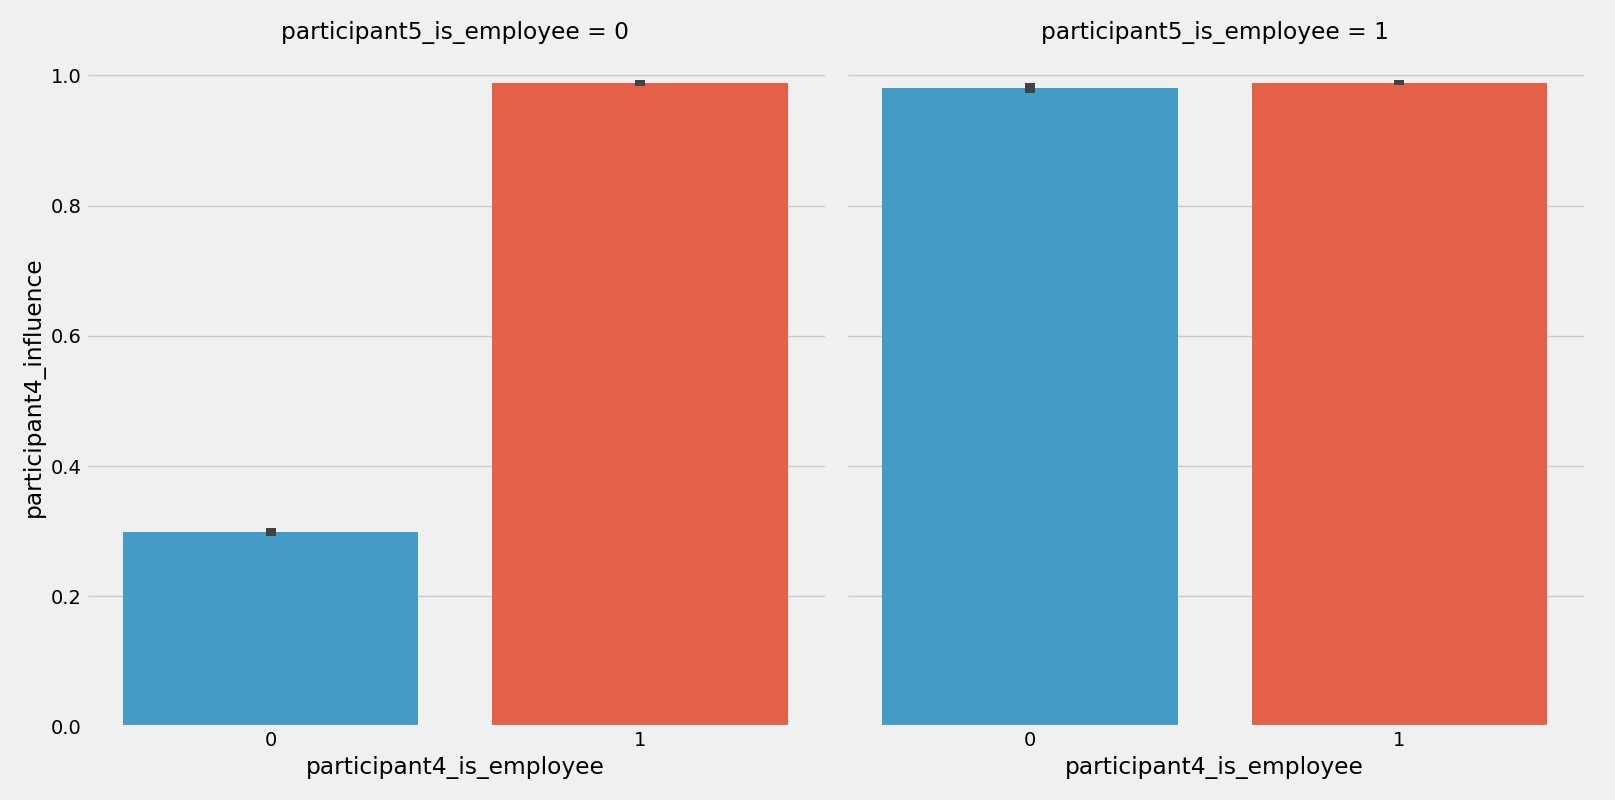 participant5_is_employee = 0
participant5_is_employee = 1
participant4_influence
1.0
0.8
0.6
0.4
0.2
0.0
0
1
0
1
participant4_is_employee
participant4_is_employee